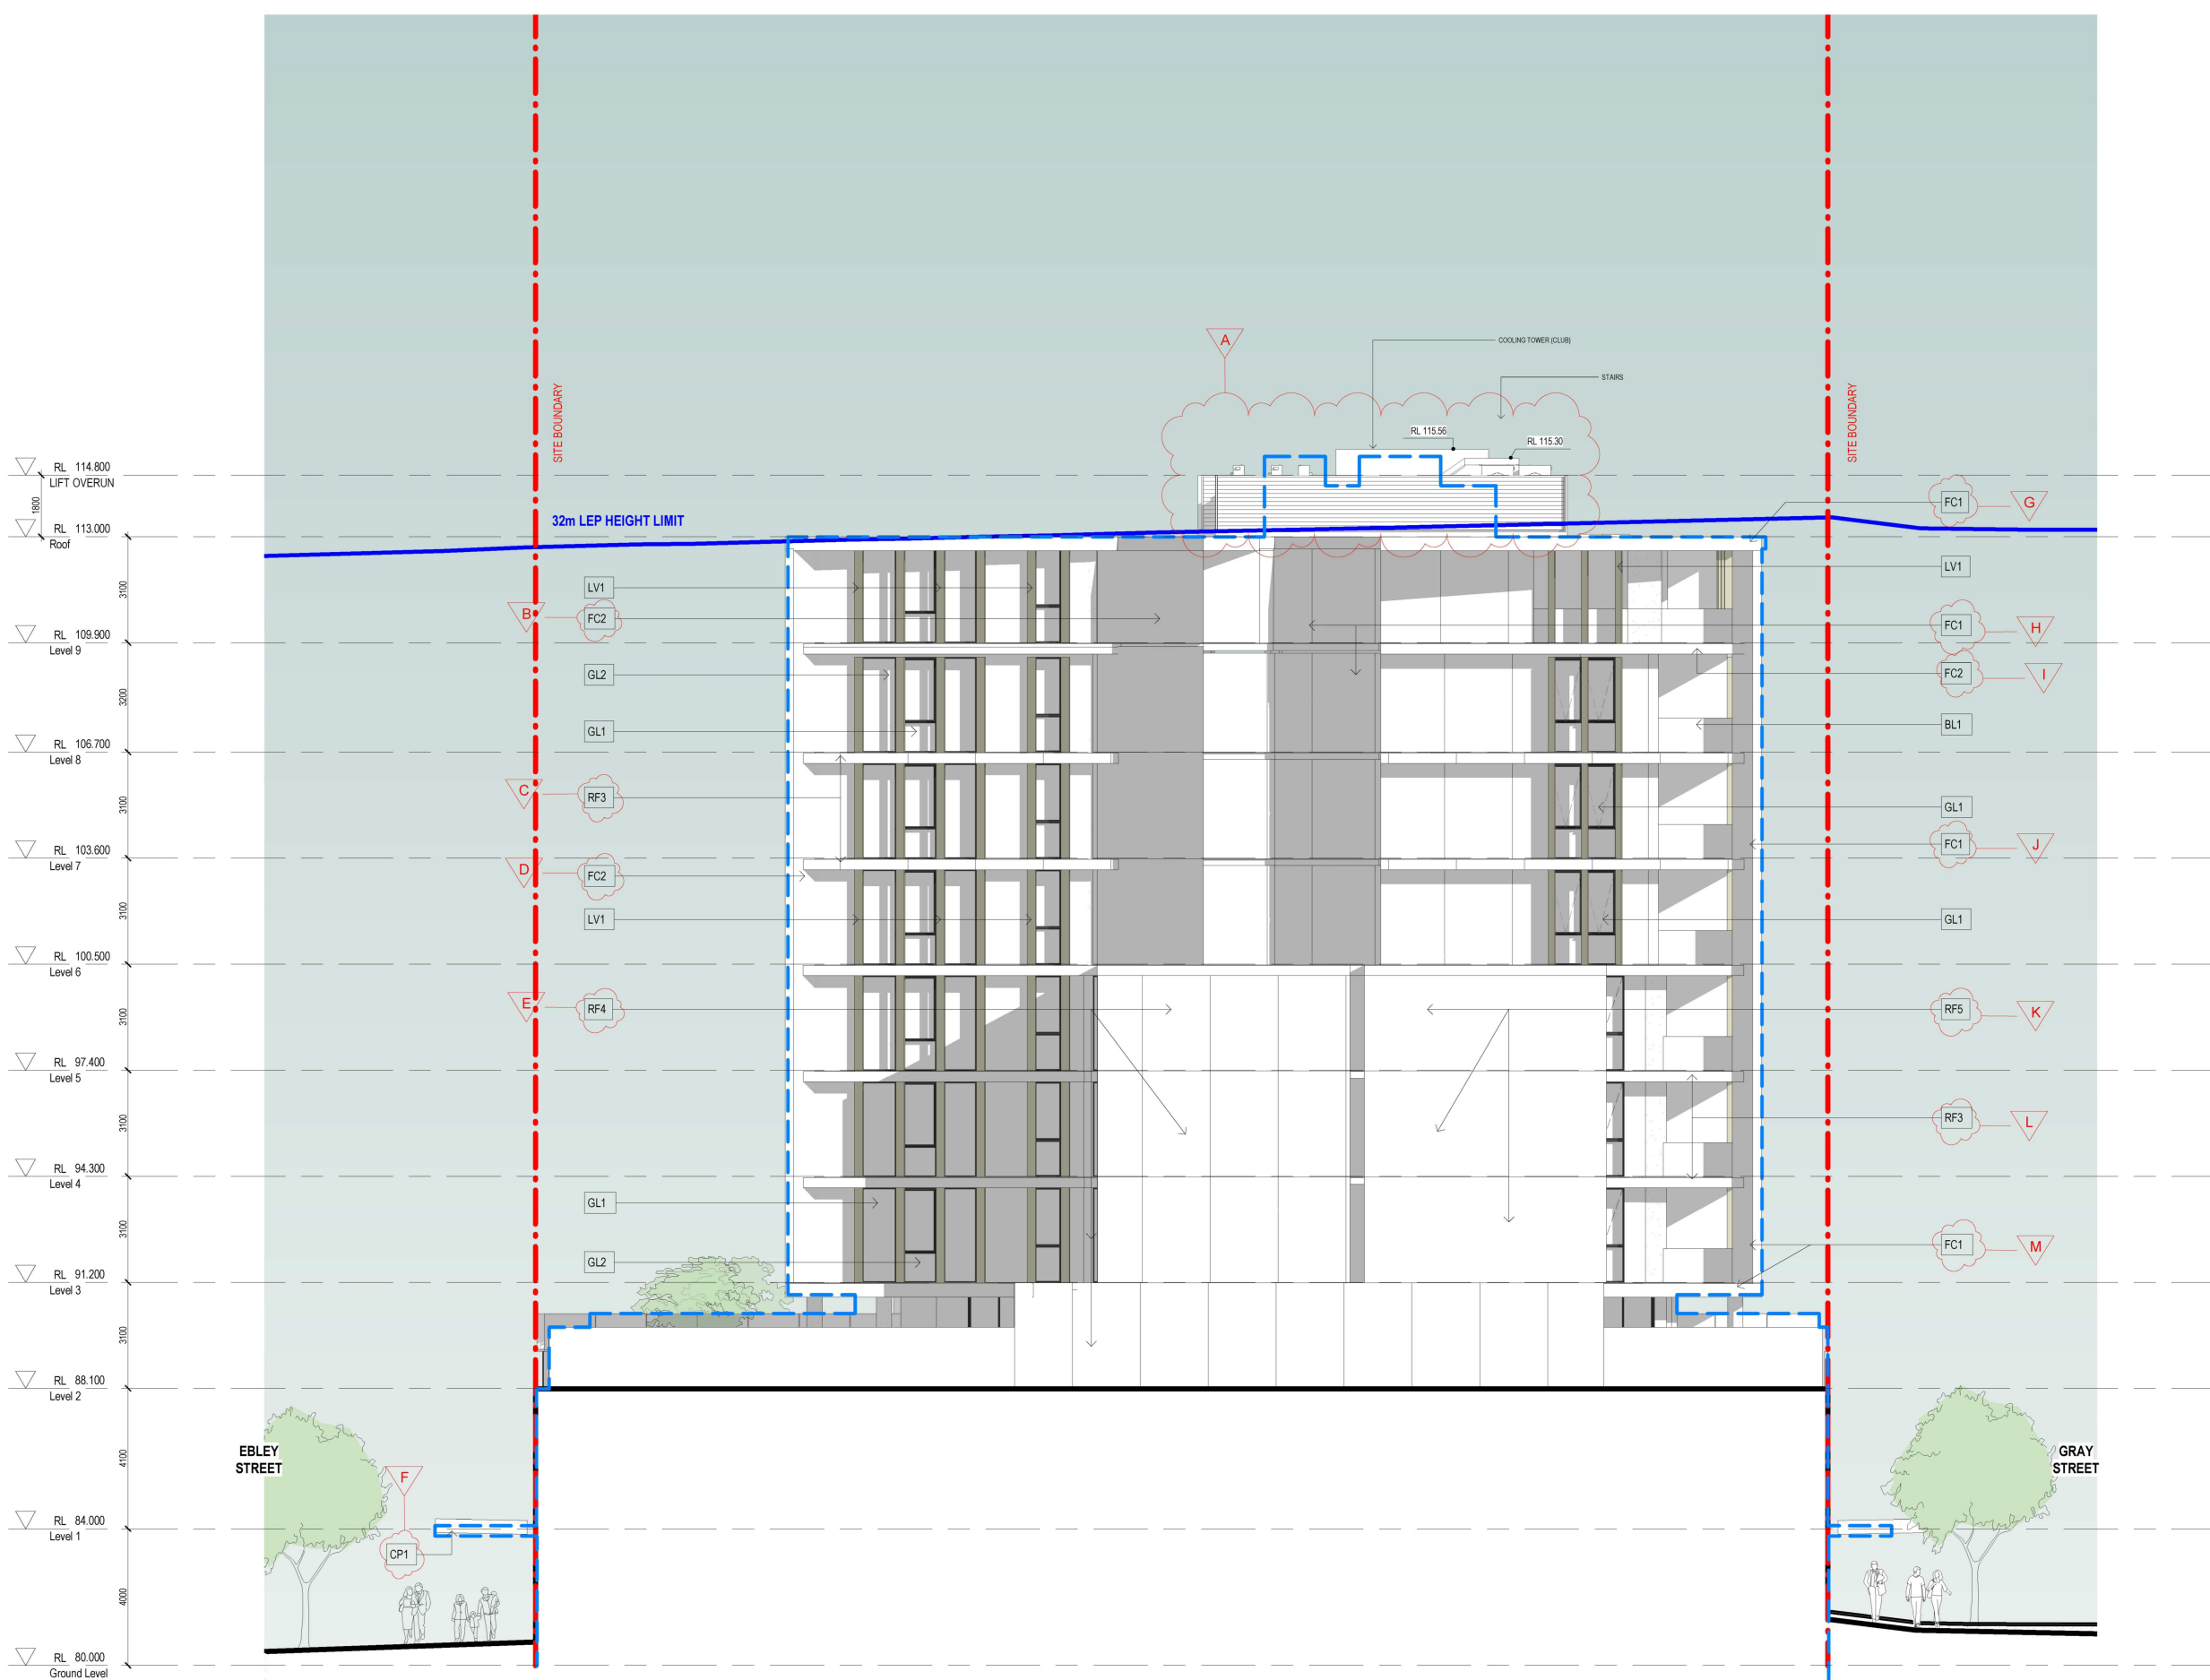 A
COOLING TOWER (CLUB)
STAIRS
SITE BOUNDARY
SITE BOUNDARY
RL 115.56
RL 115.30
RL 114.800
LIFT OVERUN
1800
RL 113.000
Roof
32m LEP HEIGHT LIMIT
FC1
G
3100
LV1
LV1
B
FC2
FC1
H
RL 109.900
Level 9
GL2
FC2
I
3200
GL1
BL1
RL 106.700
Level 8
C
RF3
GL1
3100
RL 103.600
Level 7
FC1
J
D
FC2
3100
LV1
GL1
RL 100.500
Level 6
E
RF4
RF5
K
3100
RL 97.400
Level 5
3100
RF3
L
RL 94.300
Level 4
GL1
3100
FC1
M
GL2
RL 91.200
Level 3
3100
RL 88.100
Level 2
EBLEY
STREET
GRAY
STREET
4100
F
RL 84.000
Level 1
CP1
4000
RL 80.000
Ground Level